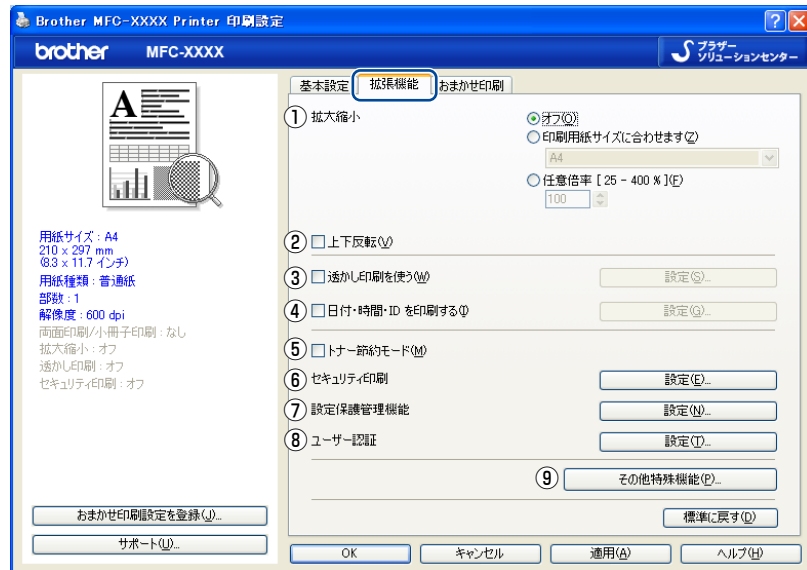 Brother MFC-XXXX Printer 印刷設定
brother MFC-XXXX
ブラザー
ソリューションセンター
基本設定 拡張機能 おまかせ印刷
A
用紙サイズ : A4
210 x 297 mm
(8.3 x 11.7 インチ)
用紙種類 : 普通紙
部数 : 1
解像度 : 600 dpi
両面印刷/小冊子印刷 : なし
拡大縮小 : オフ
透かし印刷 : オフ
セキュリティ印刷 : オフ
おまかせ印刷設定を登録(J)...
サポート(U)...
① 拡大縮小
オフ(O)
印刷用紙サイズに合わせます(Z)
A4
任意倍率 [ 25 - 400 % ](F)
100
② 上下反転(V)
③ 透かし印刷を使う(W) 設定(S)...
④ 日付・時間・ID を印刷する(I) 設定(G)...
⑤ トナー節約モード(M)
⑥ セキュリティ印刷 設定(E)...
⑦ 設定保護管理機能 設定(N)...
⑧ ユーザー認証 設定(T)...
⑨ その他特殊機能(P)...
標準に戻す(D)
OK キャンセル 適用(A) ヘルプ(H)